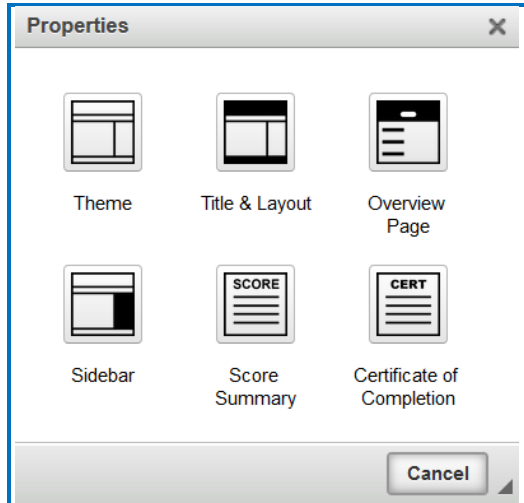 Properties
Theme
Title & Layout
Overview
Page
SCORE
CERT
Sidebar
Score
Summary
Certificate of
Completion
Cancel